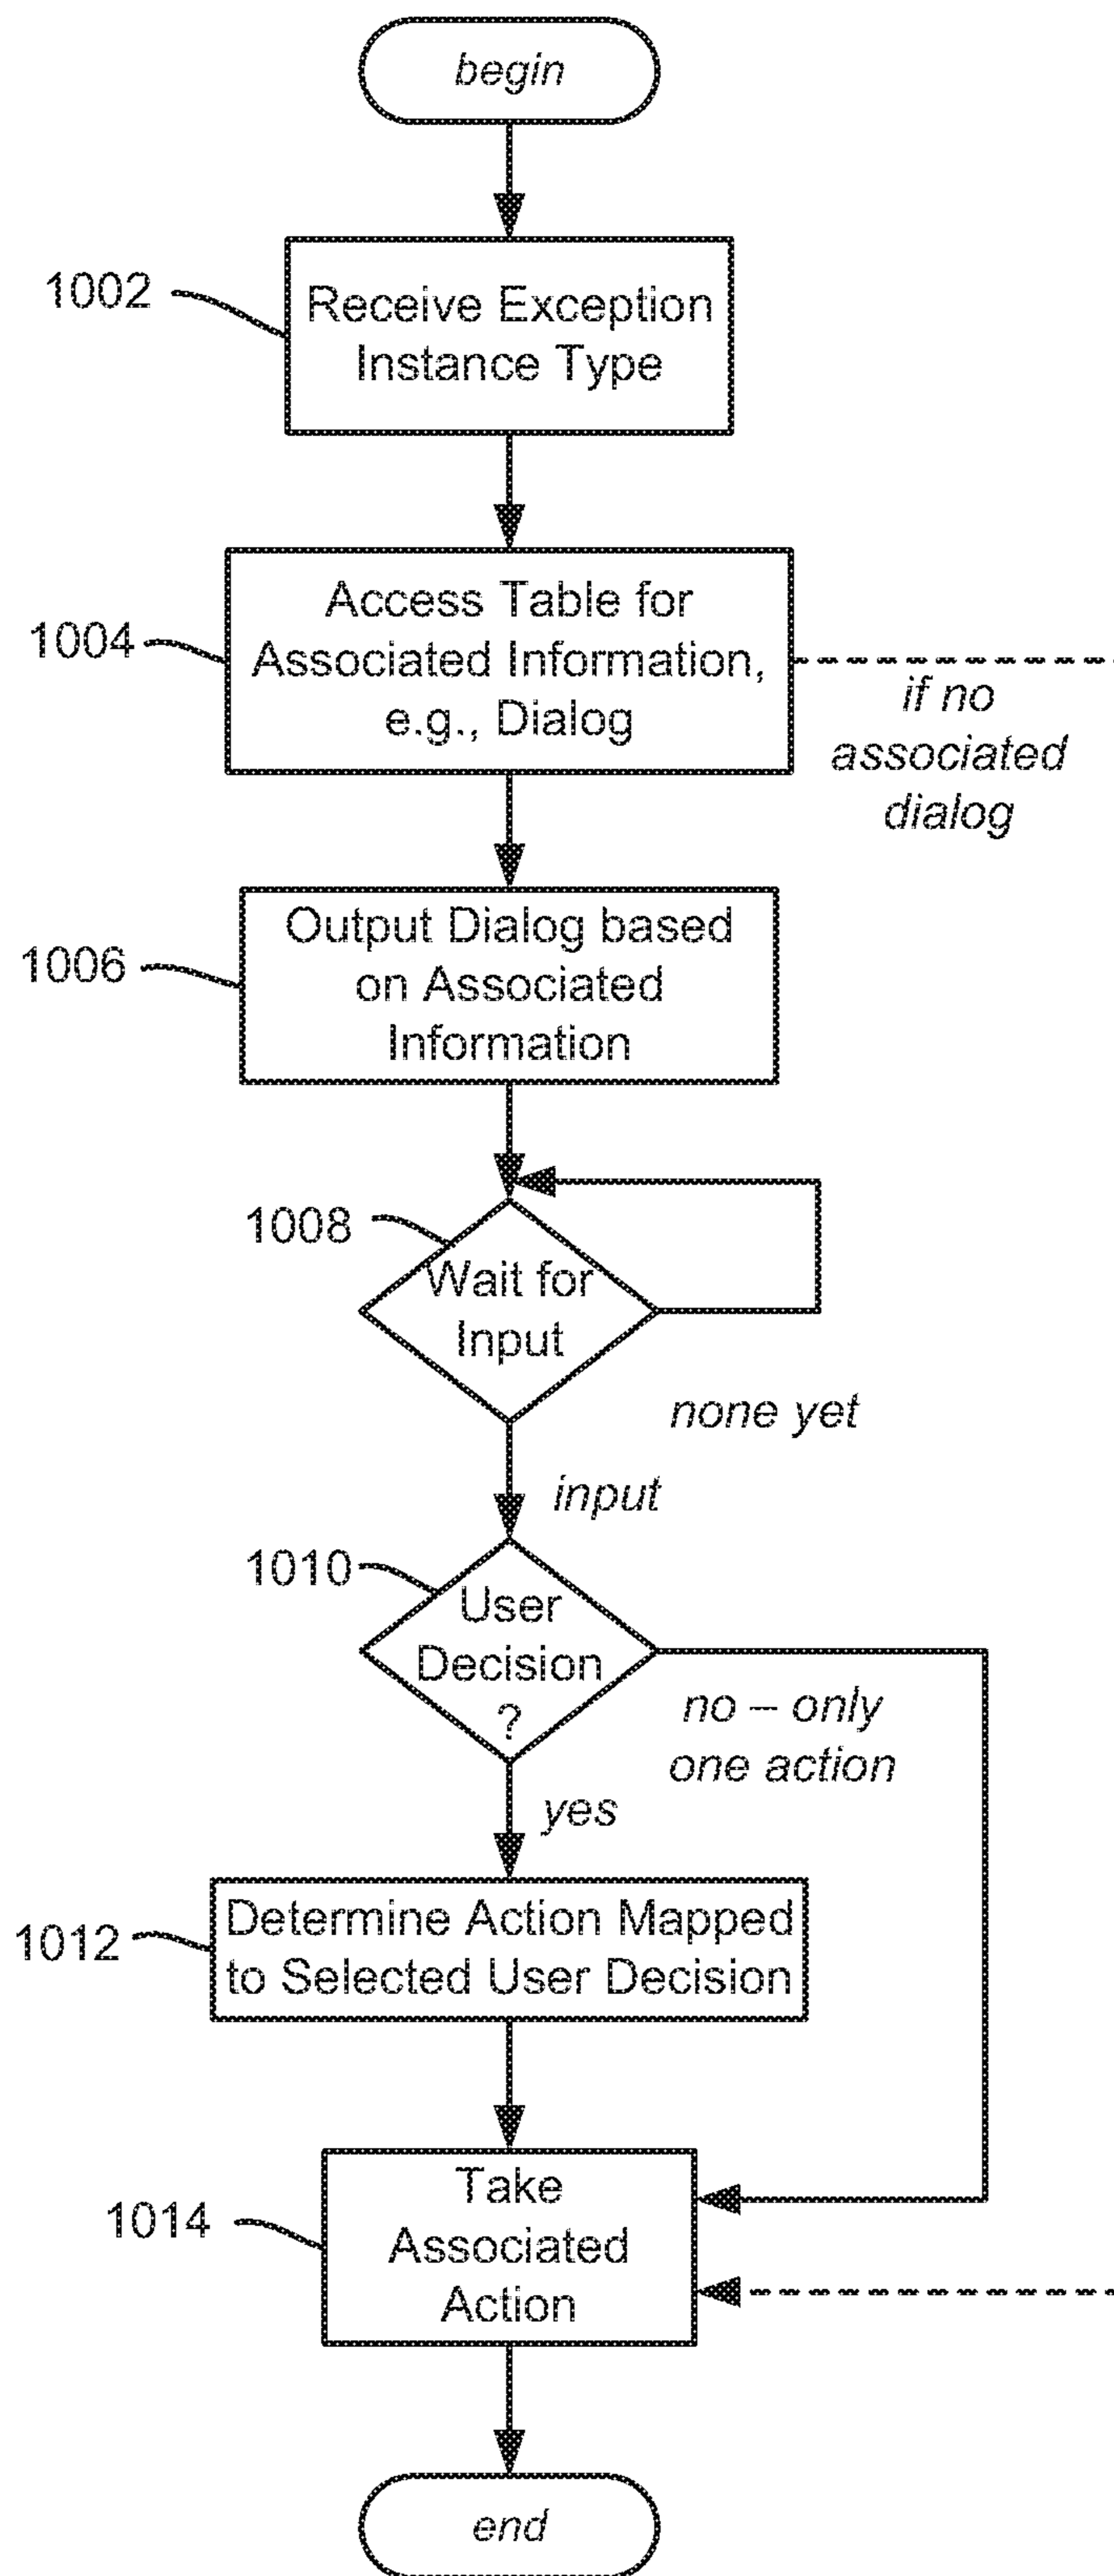 begin
1002
Receive Exception
Instance Type
1004
Access Table for
Associated Information,
e.g., Dialog
if no
associated
dialog
1006
Output Dialog based
on Associated
Information
1008
Wait for
Input
none yet
input
1010
User
Decision
?
no – only
one action
yes
1012
Determine Action Mapped
to Selected User Decision
1014
Take
Associated
Action
end